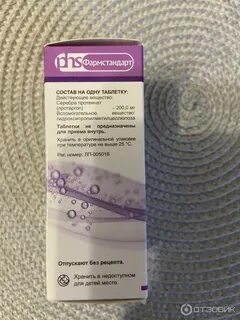 phs Фармстандарт
СОСТАВ НА ОДНУ ТАБЛЕТКУ:
Действующее вещество:
Серебра протеинат
(протаргол) – 200,0 мг
Вспомогательное вещество:
гидроксипропилметилцеллюлоза
Таблетки не предназначены
для приема внутрь.
Хранить в оригинальной упаковке
при температуре не выше 25 °С.
Рег. номер: ЛП-005018
Отпускают без рецепта.
Хранить в недоступном
для детей месте.
ОТЗОВИК